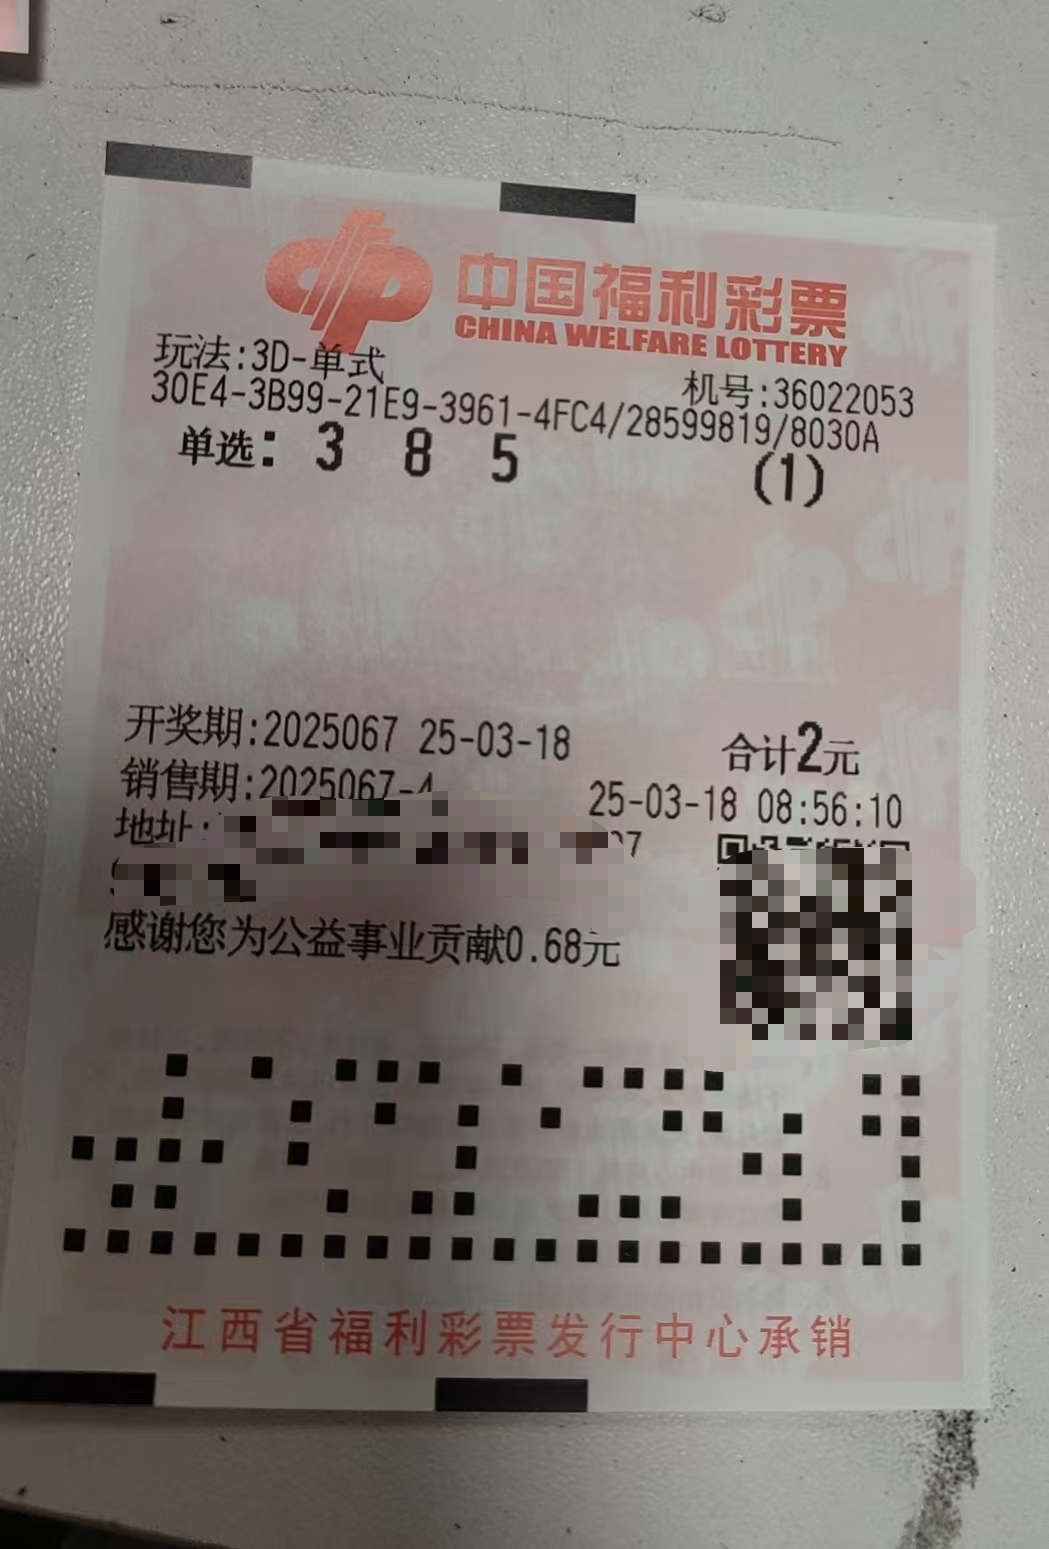 中国福利彩票
CHINA WELFARE LOTTERY
玩法:3D-单式
机号:36022053
30E4-3B99-21E9-3961-4FC4/28599819/8030A
单选: 3 8 5 (1)
开奖期:2025067 25-03-18
合计2元
销售期:2025067-4
25-03-18 08:56:10
地址:
感谢您为公益事业贡献0.68元
江西省福利彩票发行中心承销